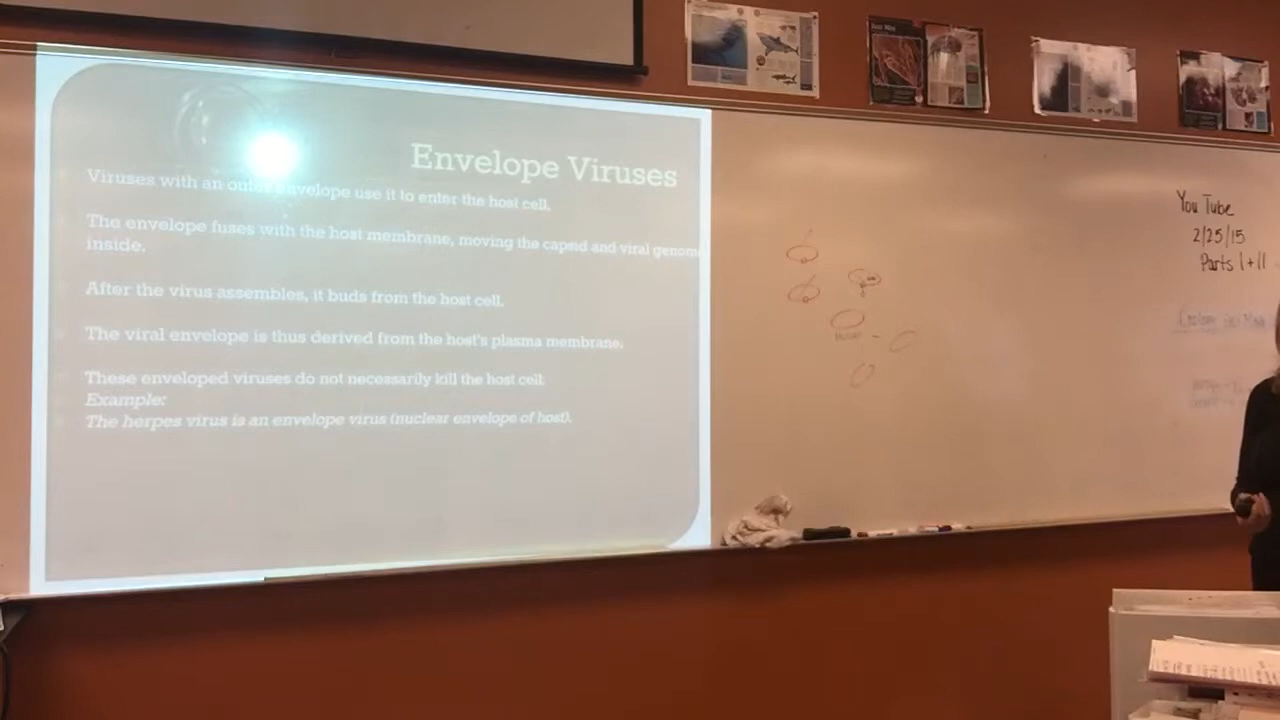 Envelope Viruses
Viruses with an outer envelope use it to enter the host cell.
The envelope fuses with the host membrane, moving the capsid and viral genom
inside.
After the virus assembles, it buds from the host cell.
The viral envelope is thus derived from the host's plasma membrane.
These enveloped viruses do not necessarily kill the host cell
Example:
The herpes virus is an envelope virus (nuclear envelope of host).
You Tube
2/25/15
Parts I + II